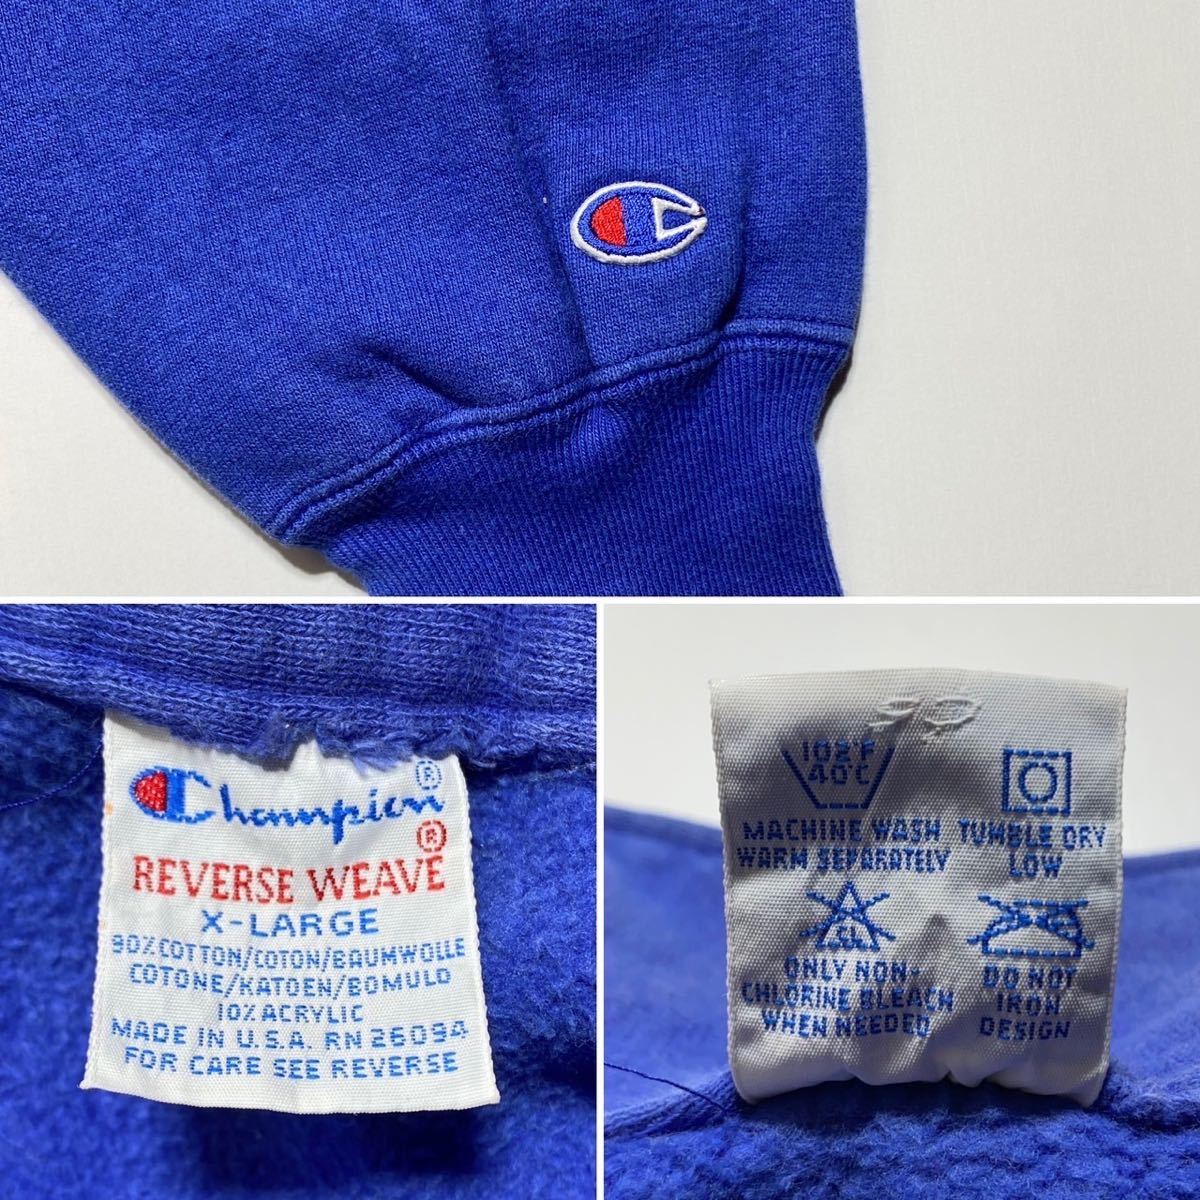 Champion®
REVERSE WEAVE®
X-LARGE
90% COTTON/COTON/BAUMWOLLE
COTONE/KATOEN/BOMULD
10% ACRYLIC
MADE IN U.S.A. RN 26094
FOR CARE SEE REVERSE
102°F
40°C
MACHINE WASH
WARM SEPARATELY
TUMBLE DRY
LOW
CL
ONLY NON-
CHLORINE BLEACH
WHEN NEEDED
DO NOT
IRON
DESIGN